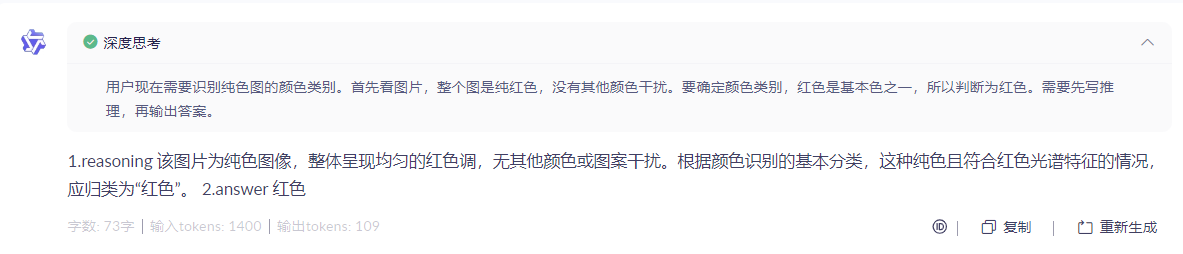 深度思考
用户现在需要识别纯色图的颜色类别。首先看图片，整个图是纯红色，没有其他颜色干扰。要确定颜色类别，红色是基本色之一，所以判断为红色。需要先写推
理，再输出答案。
1.reasoning 该图片为纯色图像，整体呈现均匀的红色调，无其他颜色或图案干扰。根据颜色识别的基本分类，这种纯色且符合红色光谱特征的情况，
应归类为“红色”。 2.answer 红色
字数: 73字 | 输入tokens: 1400 | 输出tokens: 109 ID | 复制 | 重新生成